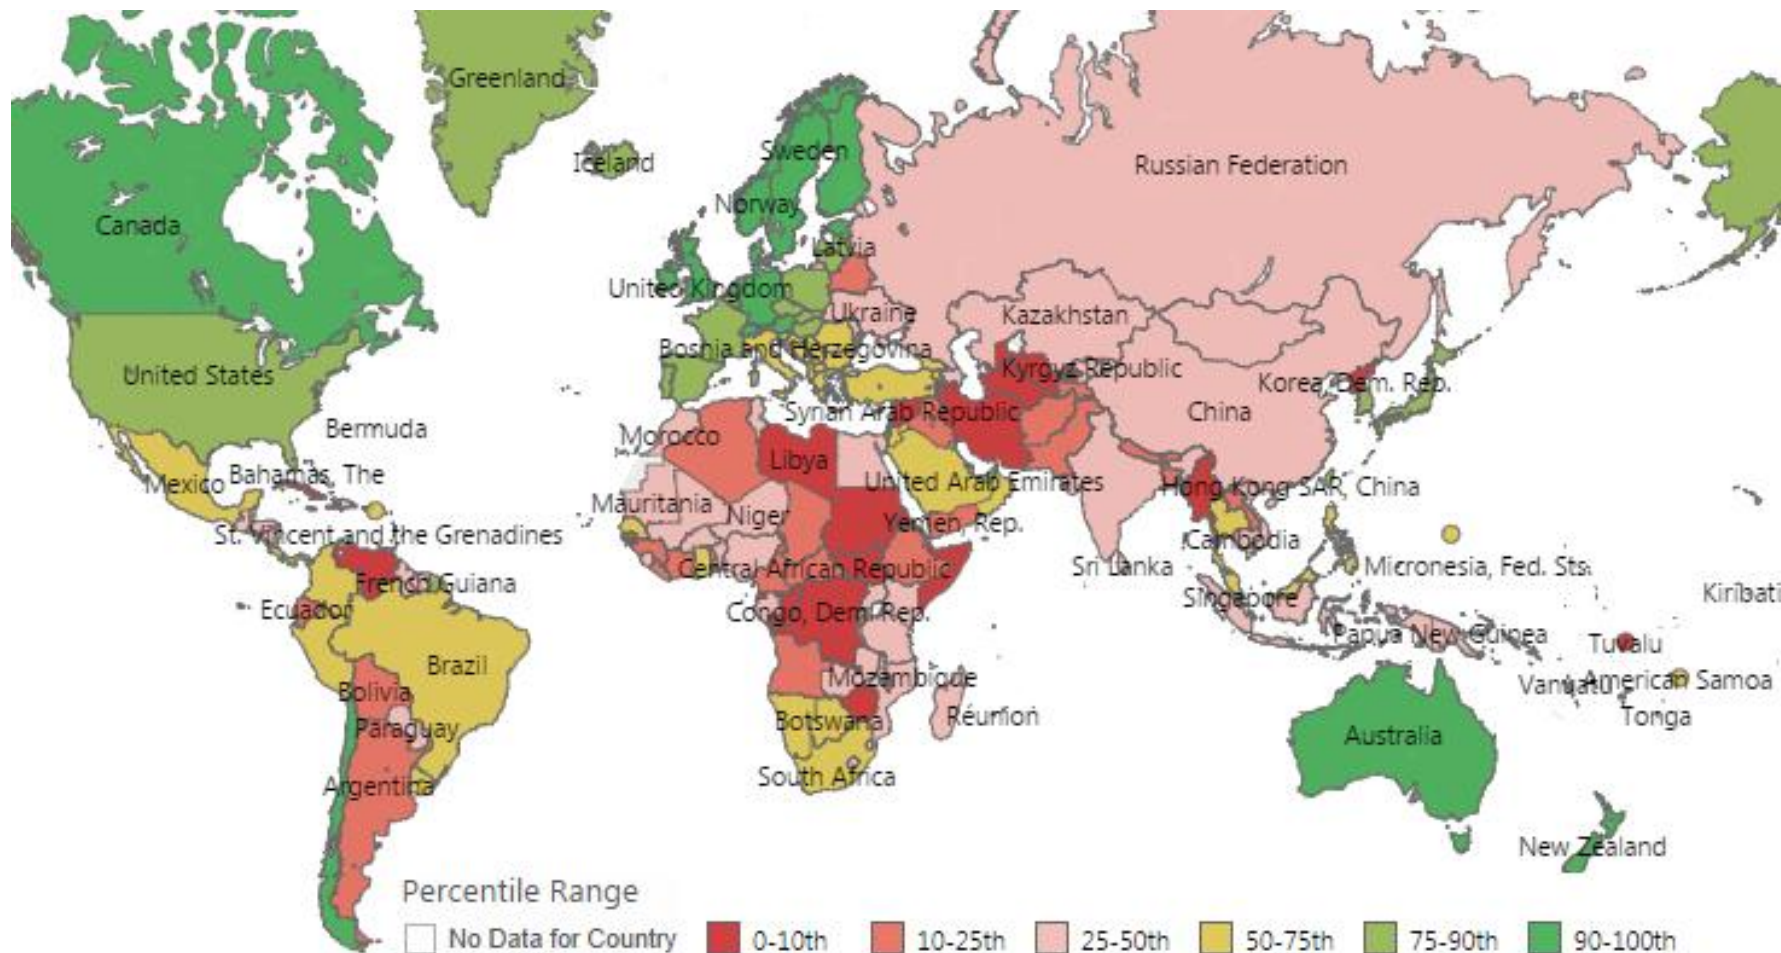 Greenland
Iceland
Sweden
Russian Federation
Norway
Canada
Latvia
United Kingdom
Ukraine
Kazakhstan
Bosnia and Herzegovina
United States
Kyrgyz Republic
Korea, Dem. Rep.
Syrian Arab Republic
China
Bermuda
Morocco
Libya
Bahamas, The
Mexico
United Arab Emirates
Hong Kong SAR, China
Mauritania
Niger
Yemen, Rep.
St. Vincent and the Grenadines
Cambodia
Central African Republic
Sri Lanka
Micronesia, Fed. Sts.
French Guiana
Singapore
Kiribati
Ecuador
Congo, Dem. Rep.
Papua New Guinea
Tuvalu
Brazil
Mozambique
Vanuatu
American Samoa
Bolivia
Botswana
Réunion
Tonga
Paraguay
Australia
South Africa
Argentina
New Zealand
Percentile Range
No Data for Country 0-10th 10-25th 25-50th 50-75th 75-90th 90-100th